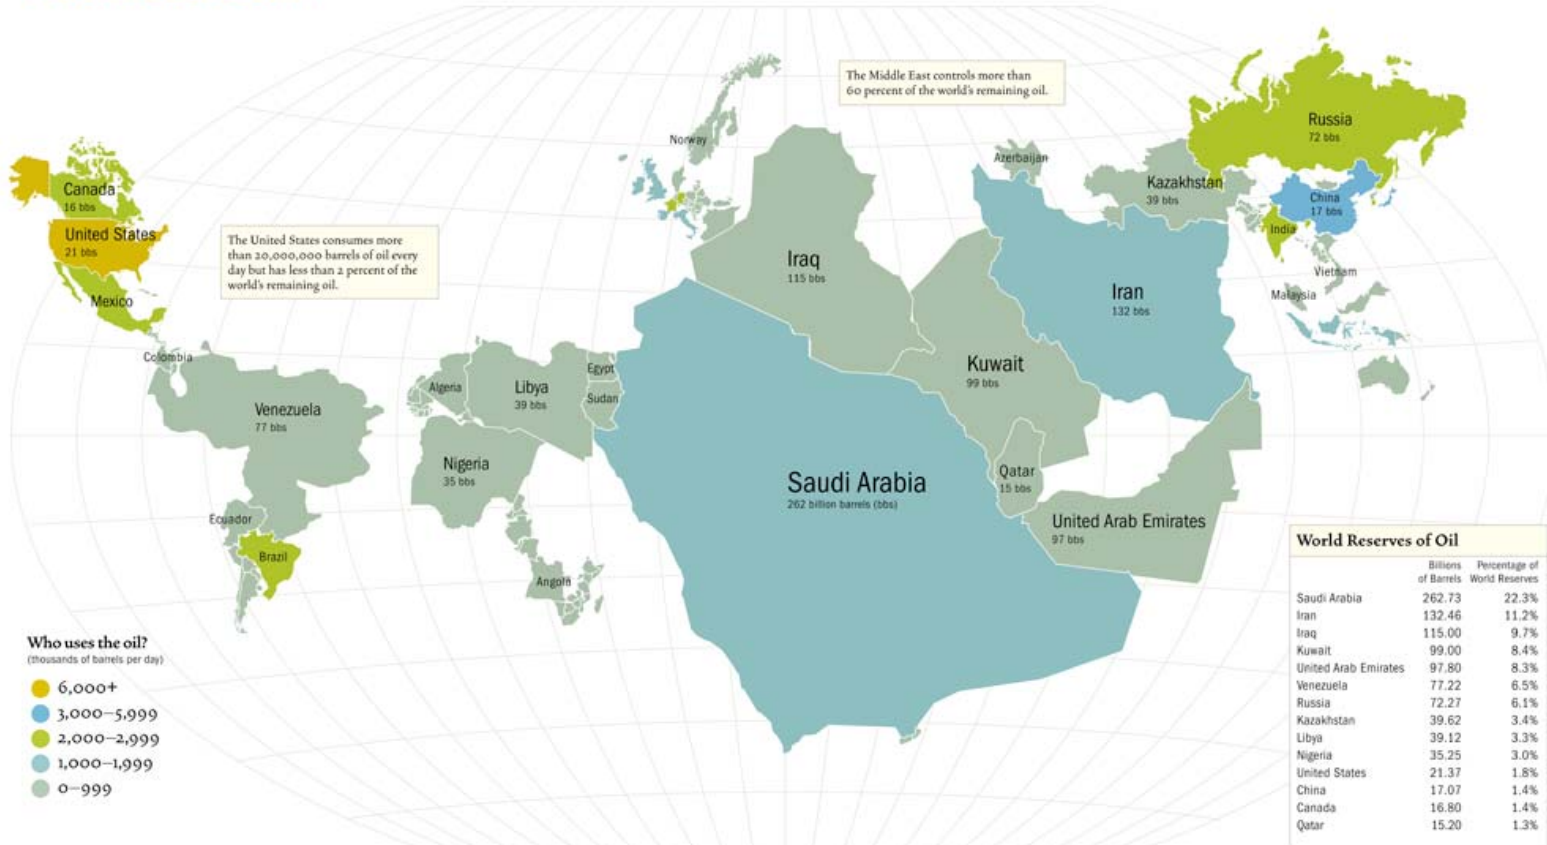 The Middle East controls more than
60 percent of the world's remaining oil.
Norway
Azerbaijan
Russia
72 bbs
Canada
16 bbs
Kazakhstan
39 bbs
China
17 bbs
United States
21 bbs
India
The United States consumes more
than 20,000,000 barrels of oil every
day but has less than 2 percent of the
world's remaining oil.
Iraq
115 bbs
Iran
132 bbs
Vietnam
Malaysia
Mexico
Colombia
Venezuela
77 bbs
Algeria
Libya
39 bbs
Egypt
Sudan
Kuwait
99 bbs
Nigeria
35 bbs
Saudi Arabia
262 billion barrels (bbs)
Qatar
15 bbs
United Arab Emirates
97 bbs
Ecuador
Brazil
Angola
Who uses the oil?
(thousands of barrels per day)
6,000+
3,000–5,999
2,000–2,999
1,000–1,999
0–999
World Reserves of Oil
Billions Percentage of
of Barrels World Reserves
Saudi Arabia 262.73 22.3%
Iran 132.46 11.2%
Iraq 115.00 9.7%
Kuwait 99.00 8.4%
United Arab Emirates 97.80 8.3%
Venezuela 77.22 6.5%
Russia 72.27 6.1%
Kazakhstan 39.62 3.4%
Libya 39.12 3.3%
Nigeria 35.25 3.0%
United States 21.37 1.8%
China 17.07 1.4%
Canada 16.80 1.4%
Qatar 15.20 1.3%